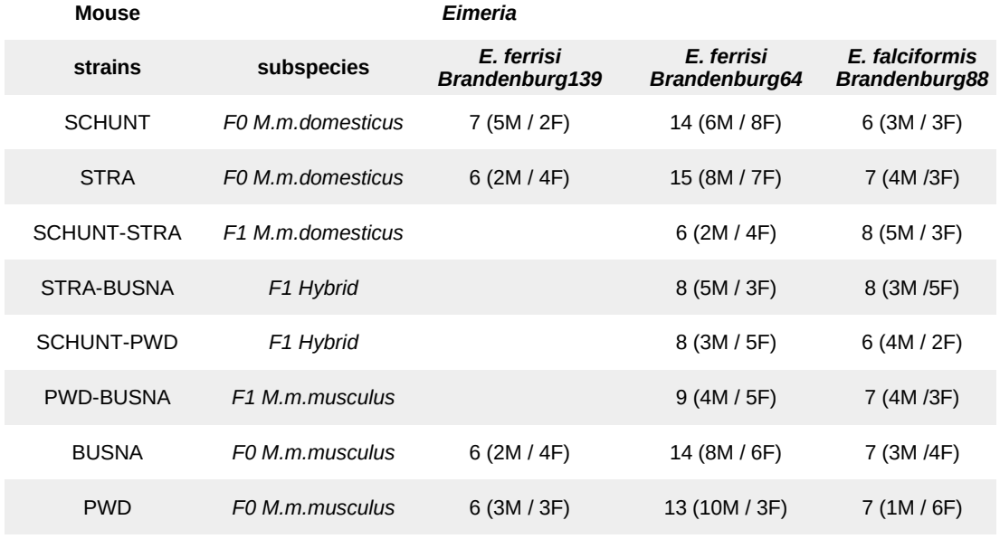 Mouse Eimeria
strains subspecies E. ferrisi Brandenburg139 E. ferrisi Brandenburg64 E. falciformis Brandenburg88
SCHUNT F0 M.m.domesticus 7 (5M / 2F) 14 (6M / 8F) 6 (3M / 3F)
STRA F0 M.m.domesticus 6 (2M / 4F) 15 (8M / 7F) 7 (4M /3F)
SCHUNT-STRA F1 M.m.domesticus 6 (2M / 4F) 8 (5M / 3F)
STRA-BUSNA F1 Hybrid 8 (5M / 3F) 8 (3M /5F)
SCHUNT-PWD F1 Hybrid 8 (3M / 5F) 6 (4M / 2F)
PWD-BUSNA F1 M.m.musculus 9 (4M / 5F) 7 (4M /3F)
BUSNA F0 M.m.musculus 6 (2M / 4F) 14 (8M / 6F) 7 (3M /4F)
PWD F0 M.m.musculus 6 (3M / 3F) 13 (10M / 3F) 7 (1M / 6F)